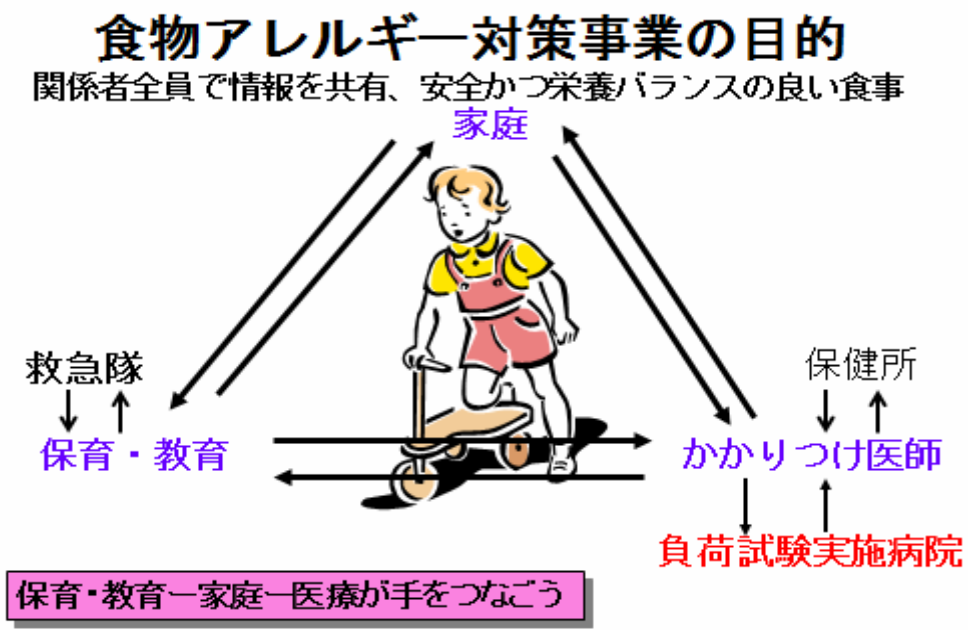 食物アレルギー対策事業の目的
関係者全員で情報を共有、安全かつ栄養バランスの良い食事
家庭
救急隊
保健所
保育・教育
かかりつけ医師
負荷試験実施病院
保育・教育ー家庭ー医療が手をつなごう